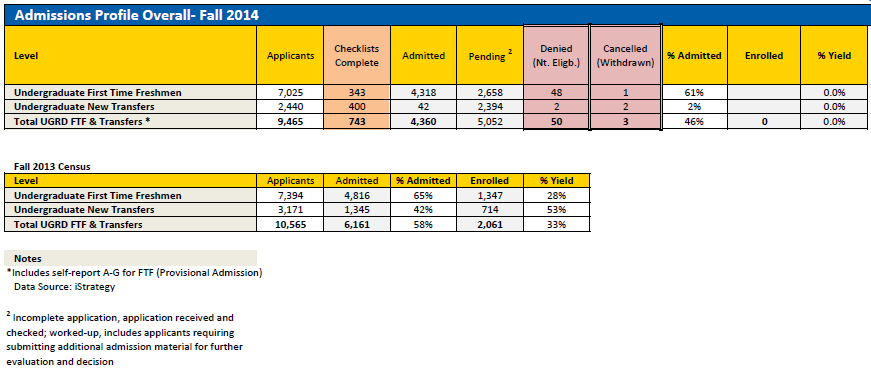 Admissions Profile Overall- Fall 2014
Level Applicants Checklists Complete Admitted Pending 2 Denied (Nt. Eligb.) Cancelled (Withdrawn) % Admitted Enrolled % Yield
Undergraduate First Time Freshmen 7,025 343 4,318 2,658 48 1 61% 0.0%
Undergraduate New Transfers 2,440 400 42 2,394 2 2 2% 0.0%
Total UGRD FTF & Transfers * 9,465 743 4,360 5,052 50 3 46% 0 0.0%
Fall 2013 Census
Level Applicants Admitted % Admitted Enrolled % Yield
Undergraduate First Time Freshmen 7,394 4,816 65% 1,347 28%
Undergraduate New Transfers 3,171 1,345 42% 714 53%
Total UGRD FTF & Transfers 10,565 6,161 58% 2,061 33%
Notes
*Includes self-report A-G for FTF (Provisional Admission)
Data Source: iStrategy
2 Incomplete application, application received and
checked; worked-up, includes applicants requiring
submitting additional admission material for further
evaluation and decision